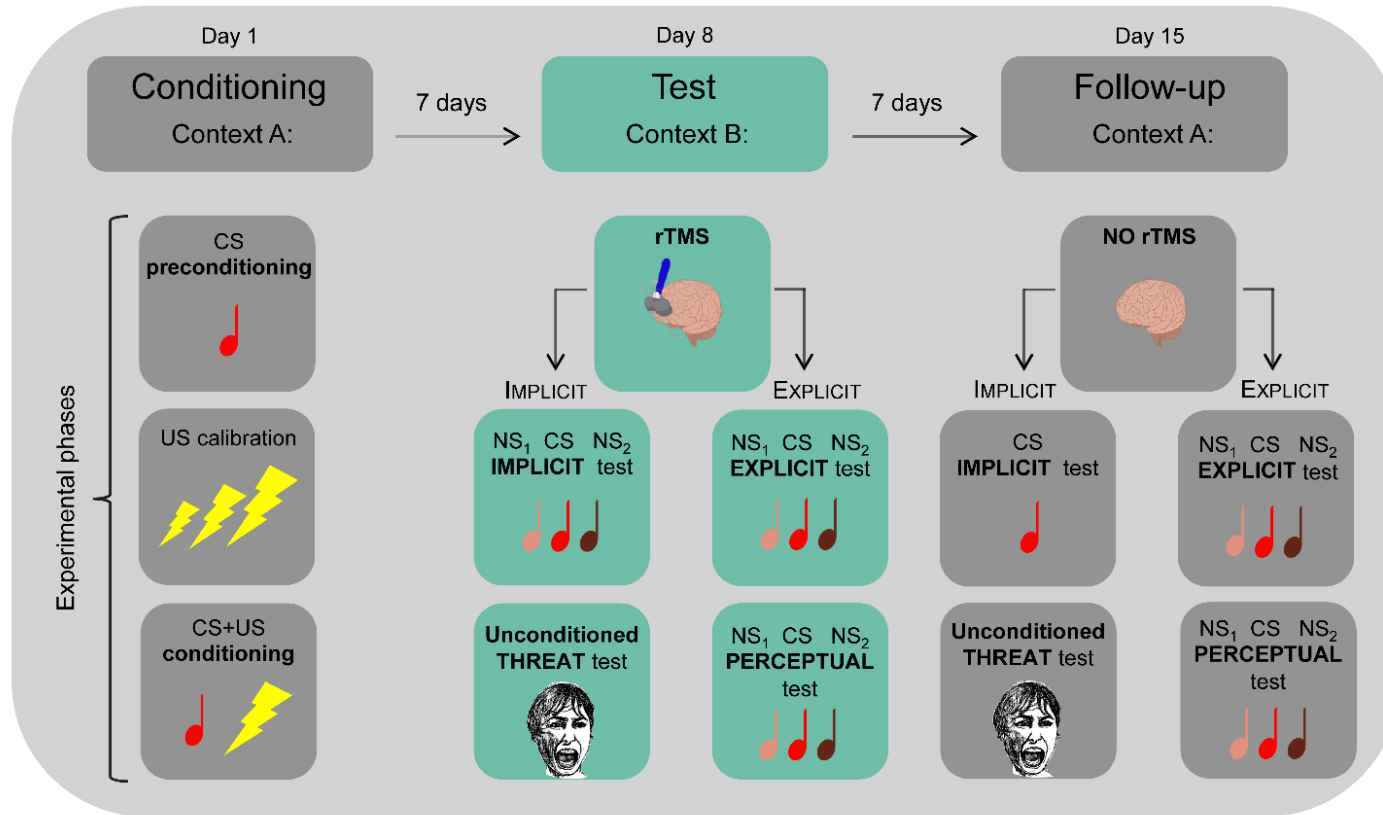 Day 1
Conditioning
Context A:
7 days
Day 8
Test
Context B:
7 days
Day 15
Follow-up
Context A:
Experimental phases
CS
preconditioning
US calibration
CS+US
conditioning
rTMS
IMPLICIT
EXPLICIT
NS₁ CS NS₂
IMPLICIT test
NS₁ CS NS₂
EXPLICIT test
Unconditioned
THREAT test
NS₁ CS NS₂
PERCEPTUAL
test
NO rTMS
IMPLICIT
EXPLICIT
CS
IMPLICIT test
NS₁ CS NS₂
EXPLICIT test
Unconditioned
THREAT test
NS₁ CS NS₂
PERCEPTUAL
test